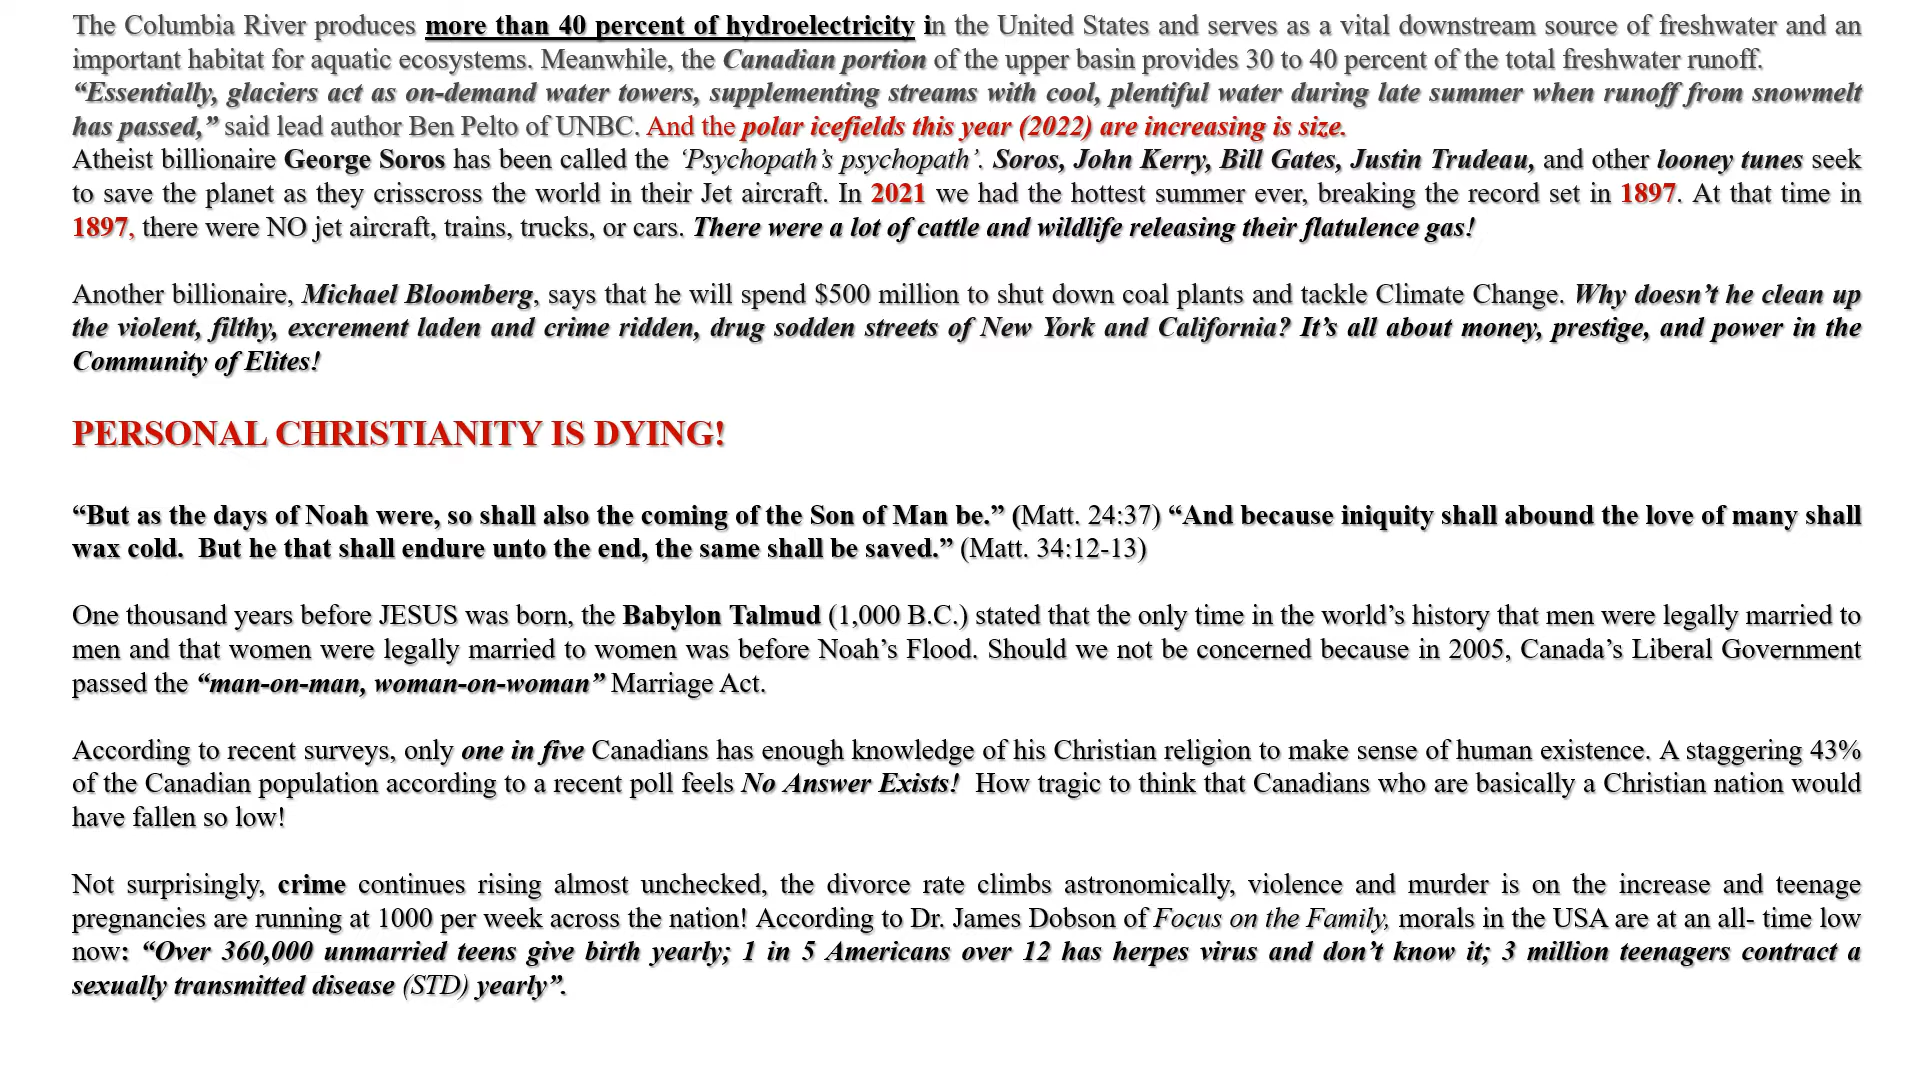 The Columbia River produces more than 40 percent of hydroelectricity in the United States and serves as a vital downstream source of freshwater and an
important habitat for aquatic ecosystems. Meanwhile, the Canadian portion of the upper basin provides 30 to 40 percent of the total freshwater runoff.
“Essentially, glaciers act as on-demand water towers, supplementing streams with cool, plentiful water during late summer when runoff from snowmelt
has passed,” said lead author Ben Pelto of UNBC. And the polar icefields this year (2022) are increasing is size.
Atheist billionaire George Soros has been called the ‘Psychopath’s psychopath’. Soros, John Kerry, Bill Gates, Justin Trudeau, and other looney tunes seek
to save the planet as they crisscross the world in their Jet aircraft. In 2021 we had the hottest summer ever, breaking the record set in 1897. At that time in
1897, there were NO jet aircraft, trains, trucks, or cars. There were a lot of cattle and wildlife releasing their flatulence gas!
Another billionaire, Michael Bloomberg, says that he will spend $500 million to shut down coal plants and tackle Climate Change. Why doesn’t he clean up
the violent, filthy, excrement laden and crime ridden, drug sodden streets of New York and California? It’s all about money, prestige, and power in the
Community of Elites!
PERSONAL CHRISTIANITY IS DYING!
“But as the days of Noah were, so shall also the coming of the Son of Man be.” (Matt. 24:37) “And because iniquity shall abound the love of many shall
wax cold.  But he that shall endure unto the end, the same shall be saved.” (Matt. 34:12-13)
One thousand years before JESUS was born, the Babylon Talmud (1,000 B.C.) stated that the only time in the world’s history that men were legally married to
men and that women were legally married to women was before Noah’s Flood. Should we not be concerned because in 2005, Canada’s Liberal Government
passed the “man-on-man, woman-on-woman” Marriage Act.
According to recent surveys, only one in five Canadians has enough knowledge of his Christian religion to make sense of human existence. A staggering 43%
of the Canadian population according to a recent poll feels No Answer Exists!  How tragic to think that Canadians who are basically a Christian nation would
have fallen so low!
Not surprisingly, crime continues rising almost unchecked, the divorce rate climbs astronomically, violence and murder is on the increase and teenage
pregnancies are running at 1000 per week across the nation! According to Dr. James Dobson of Focus on the Family, morals in the USA are at an all- time low
now: “Over 360,000 unmarried teens give birth yearly; 1 in 5 Americans over 12 has herpes virus and don’t know it; 3 million teenagers contract a
sexually transmitted disease (STD) yearly”.